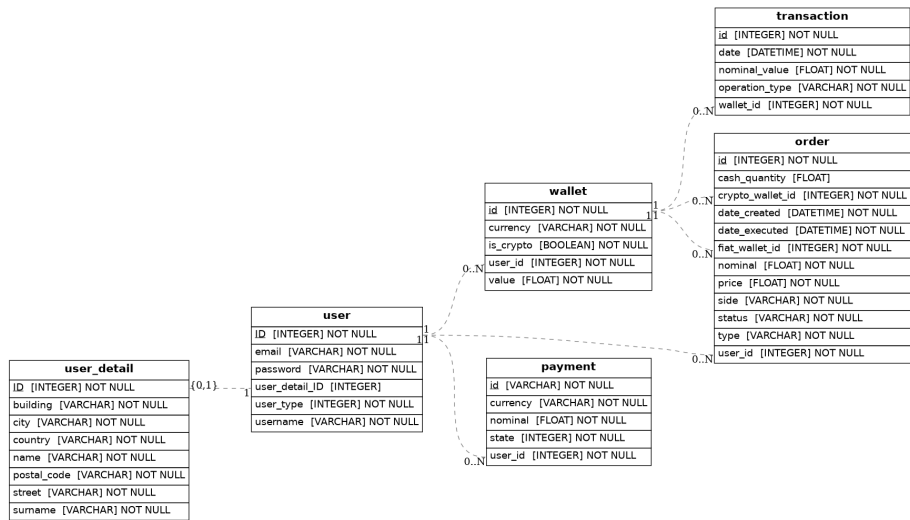 transaction
id [INTEGER] NOT NULL
date [DATETIME] NOT NULL
nominal_value [FLOAT] NOT NULL
operation_type [VARCHAR] NOT NULL
wallet_id [INTEGER] NOT NULL
0..N
order
id [INTEGER] NOT NULL
cash_quantity [FLOAT]
crypto_wallet_id [INTEGER] NOT NULL
date_created [DATETIME] NOT NULL
date_executed [DATETIME] NOT NULL
fiat_wallet_id [INTEGER] NOT NULL
nominal [FLOAT] NOT NULL
price [FLOAT] NOT NULL
side [VARCHAR] NOT NULL
status [VARCHAR] NOT NULL
type [VARCHAR] NOT NULL
user_id [INTEGER] NOT NULL
0..N
0..N
0..N
wallet
id [INTEGER] NOT NULL
currency [VARCHAR] NOT NULL
is_crypto [BOOLEAN] NOT NULL
user_id [INTEGER] NOT NULL
value [FLOAT] NOT NULL
1
11
0..N
user
ID [INTEGER] NOT NULL
email [VARCHAR] NOT NULL
password [VARCHAR] NOT NULL
user_detail_ID [INTEGER]
user_type [INTEGER] NOT NULL
username [VARCHAR] NOT NULL
1
11
payment
id [VARCHAR] NOT NULL
currency [VARCHAR] NOT NULL
nominal [FLOAT] NOT NULL
state [INTEGER] NOT NULL
user_id [INTEGER] NOT NULL
0..N
user_detail
ID [INTEGER] NOT NULL
building [VARCHAR] NOT NULL
city [VARCHAR] NOT NULL
country [VARCHAR] NOT NULL
name [VARCHAR] NOT NULL
postal_code [VARCHAR] NOT NULL
street [VARCHAR] NOT NULL
surname [VARCHAR] NOT NULL
{0,1}
1